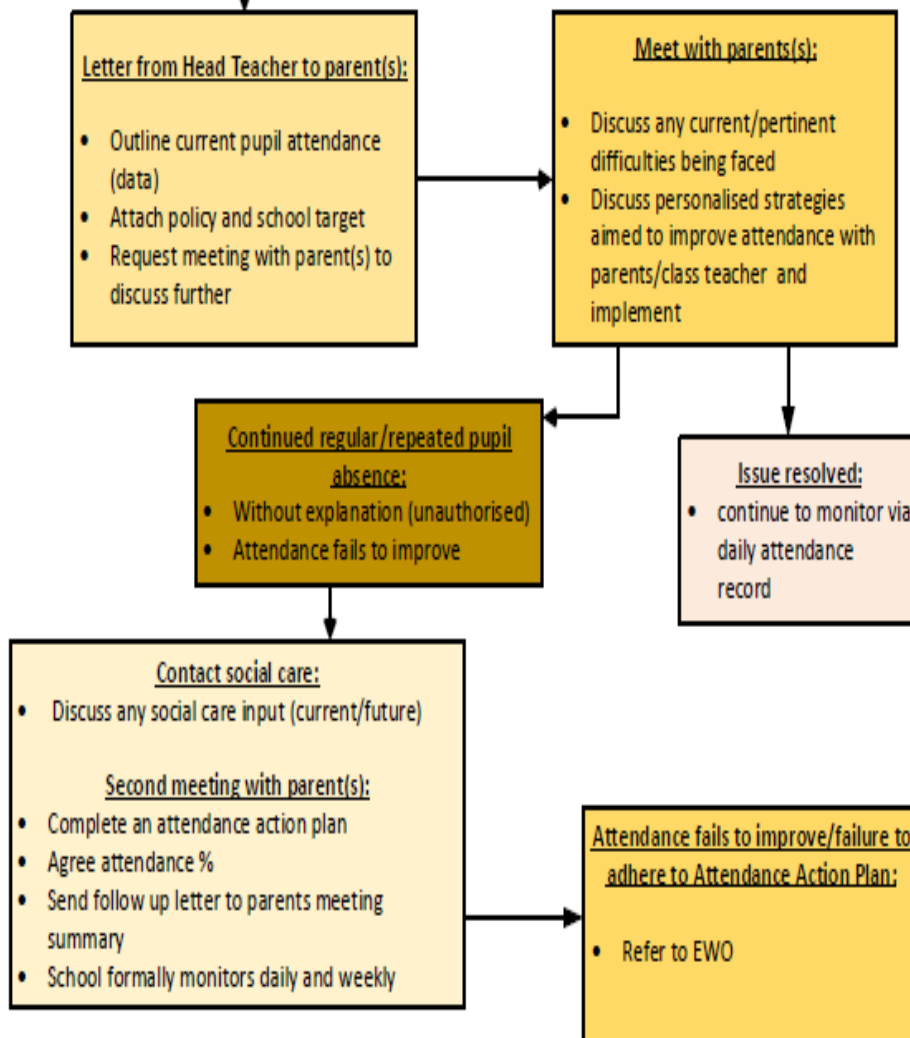 Letter from Head Teacher to parent(s):
• Outline current pupil attendance
(data)
• Attach policy and school target
• Request meeting with parent(s) to
discuss further
Meet with parents(s):
• Discuss any current/pertinent
difficulties being faced
• Discuss personalised strategies
aimed to improve attendance with
parents/class teacher and
implement
Continued regular/repeated pupil
absence:
• Without explanation (unauthorised)
• Attendance fails to improve
Issue resolved:
• continue to monitor via
daily attendance
record
Contact social care:
• Discuss any social care input (current/future)
Second meeting with parent(s):
• Complete an attendance action plan
• Agree attendance %
• Send follow up letter to parents meeting
summary
• School formally monitors daily and weekly
Attendance fails to improve/failure to
adhere to Attendance Action Plan:
• Refer to EWO